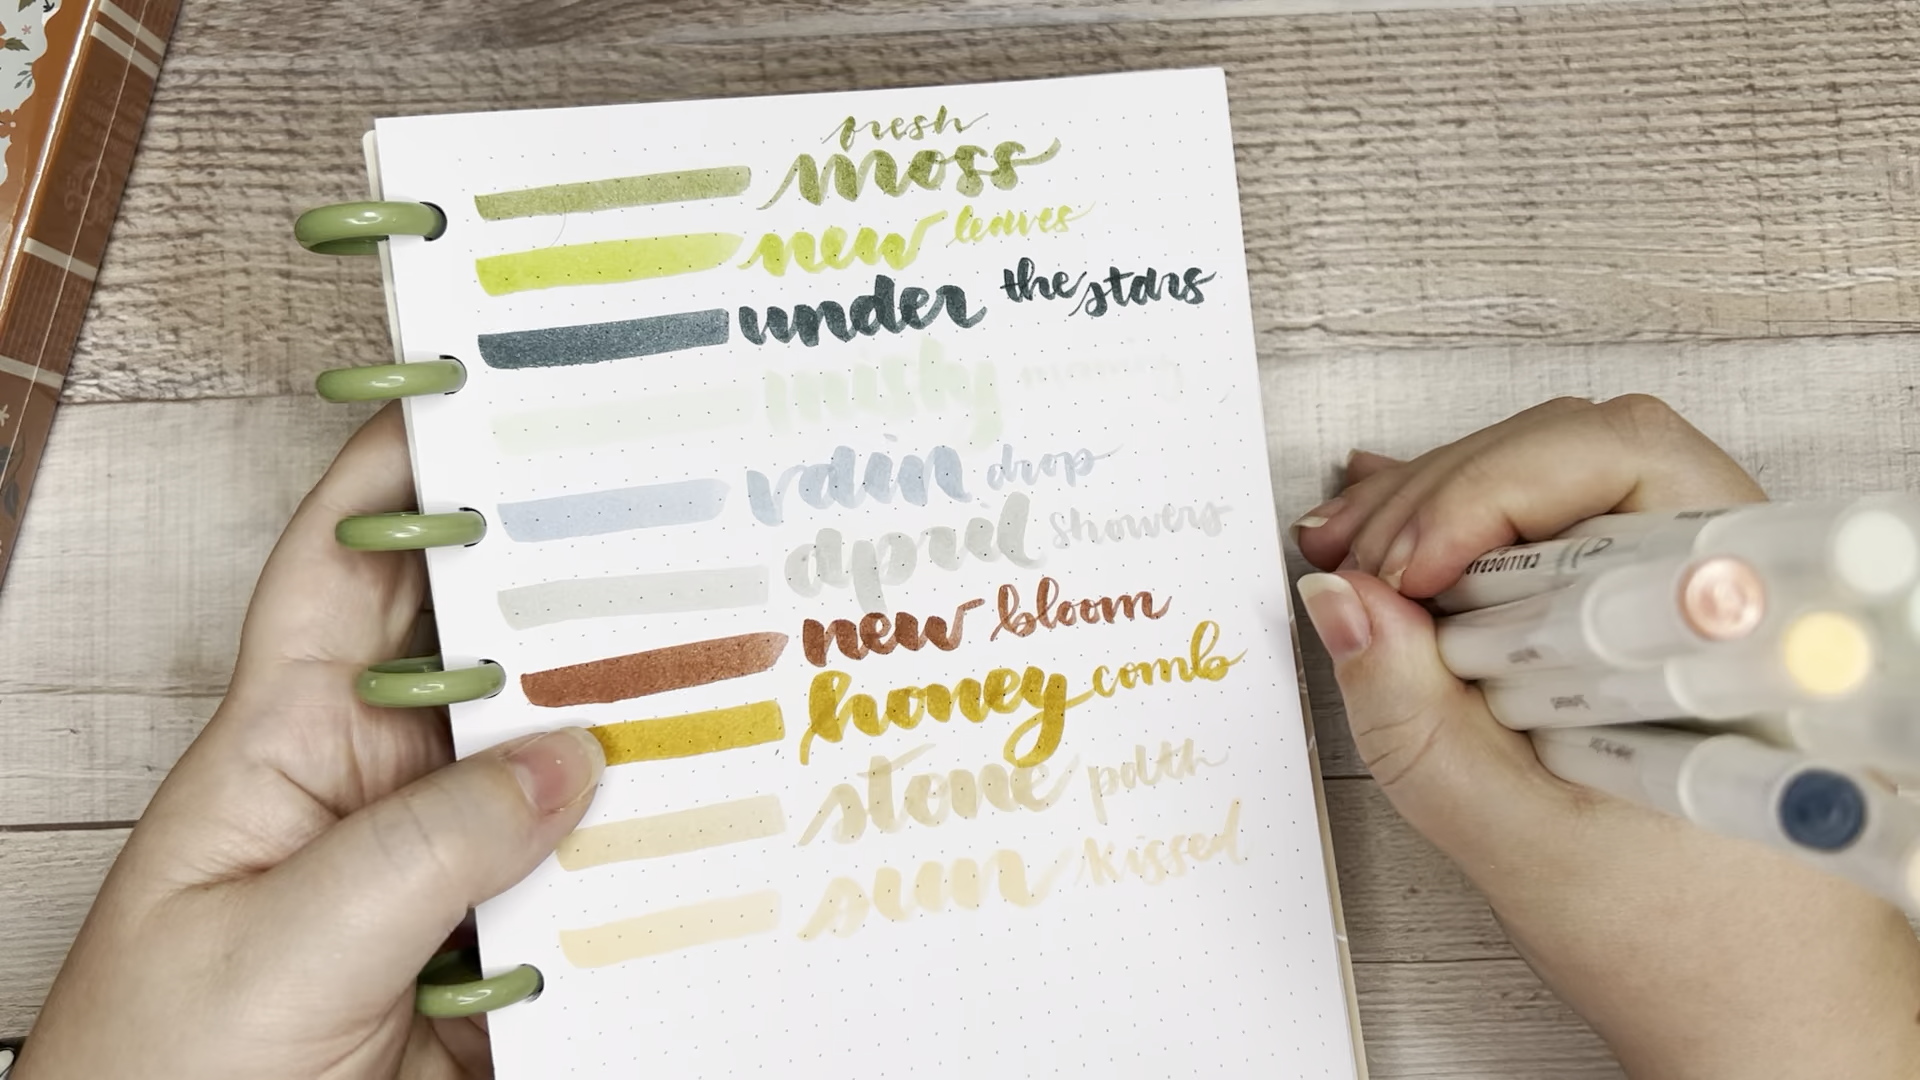 fresh
moss
new leaves
under the stars
misty morning
rain drop
april showers
new bloom
honey comb
stone path
sun kissed